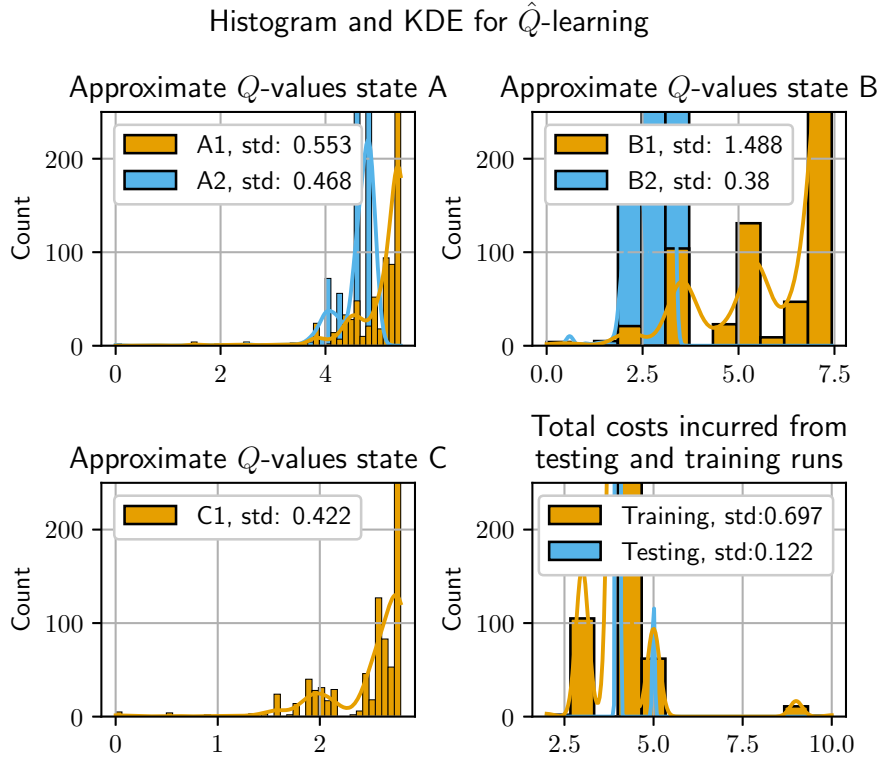 Histogram and KDE for Q̂-learning
Approximate Q-values state A
Count
200
100
0
A1, std: 0.553
A2, std: 0.468
0
2
4
Approximate Q-values state B
Count
200
100
0
B1, std: 1.488
B2, std: 0.38
0.0
2.5
5.0
7.5
Approximate Q-values state C
Count
200
100
0
C1, std: 0.422
0
1
2
Total costs incurred from
testing and training runs
Count
200
100
0
Training, std:0.697
Testing, std:0.122
2.5
5.0
7.5
10.0